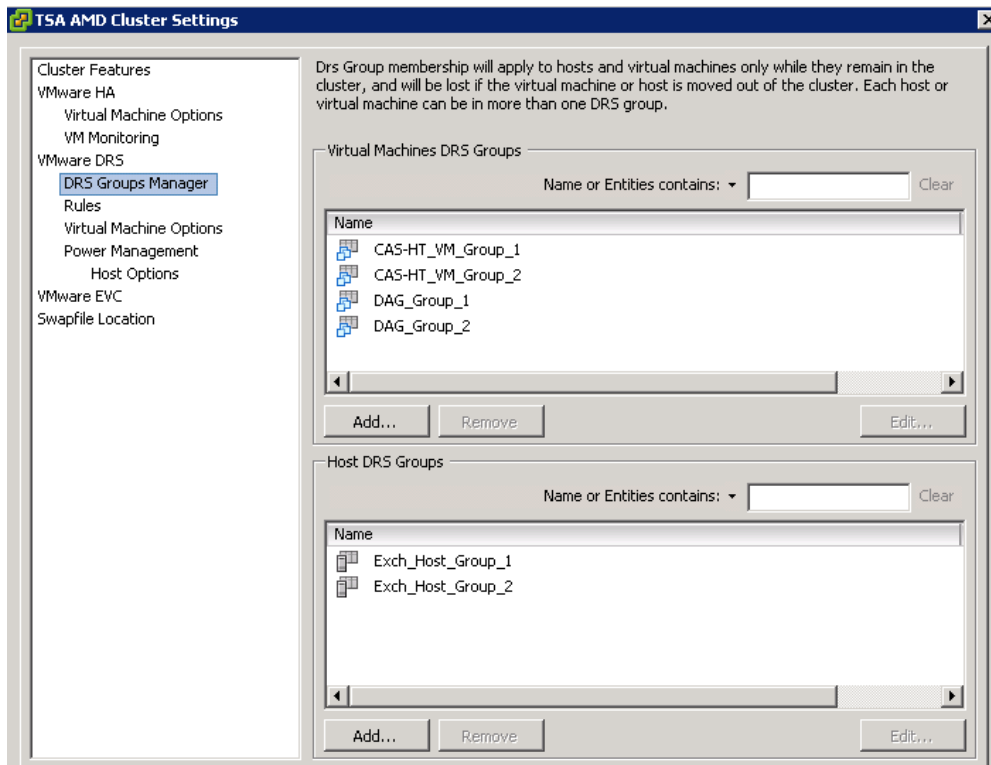 TSA AMD Cluster Settings
Cluster Features
VMware HA
Virtual Machine Options
VM Monitoring
VMware DRS
DRS Groups Manager
Rules
Virtual Machine Options
Power Management
Host Options
VMware EVC
Swapfile Location
Drs Group membership will apply to hosts and virtual machines only while they remain in the
cluster, and will be lost if the virtual machine or host is moved out of the cluster. Each host or
virtual machine can be in more than one DRS group.
Virtual Machines DRS Groups
Name or Entities contains: Clear
Name
CAS-HT_VM_Group_1
CAS-HT_VM_Group_2
DAG_Group_1
DAG_Group_2
Add... Remove Edit...
Host DRS Groups
Name or Entities contains: Clear
Name
Exch_Host_Group_1
Exch_Host_Group_2
Add... Remove Edit...